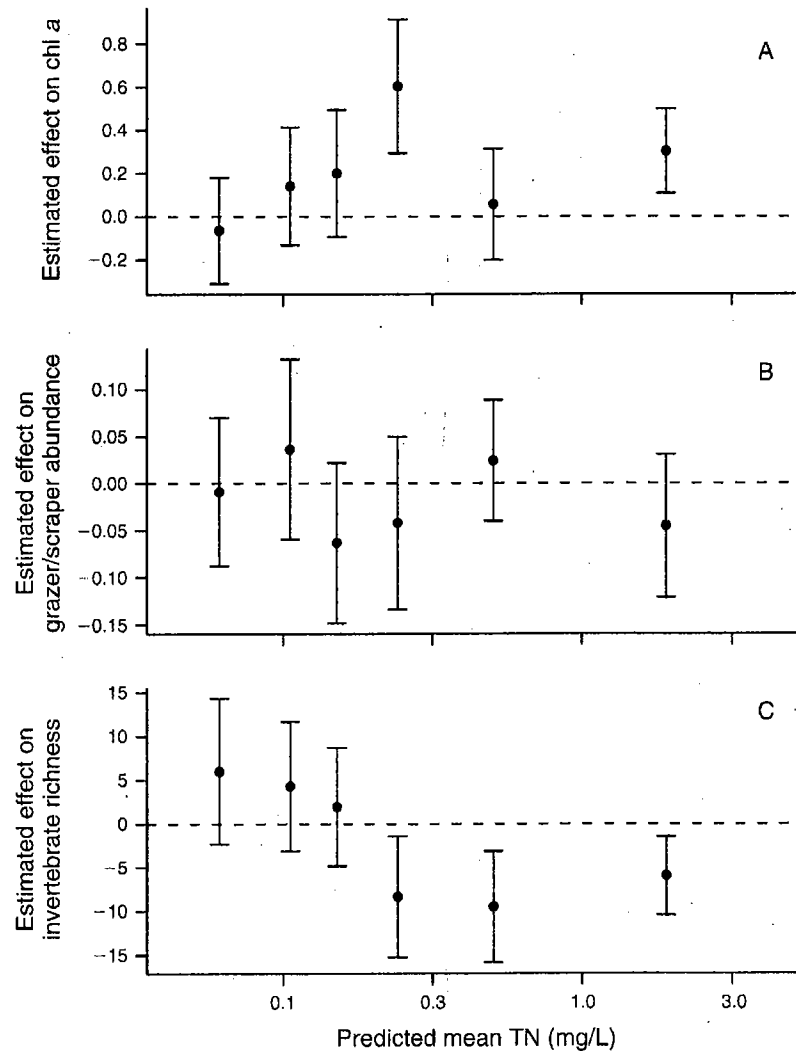 Estimated effect on chl a
0.8
0.6
0.4
0.2
0.0
−0.2
A
Estimated effect on
grazer/scraper abundance
0.10
0.05
0.00
−0.05
−0.10
−0.15
B
Estimated effect on
invertebrate richness
15
10
5
0
−5
−10
−15
C
0.1
0.3
1.0
3.0
Predicted mean TN (mg/L)